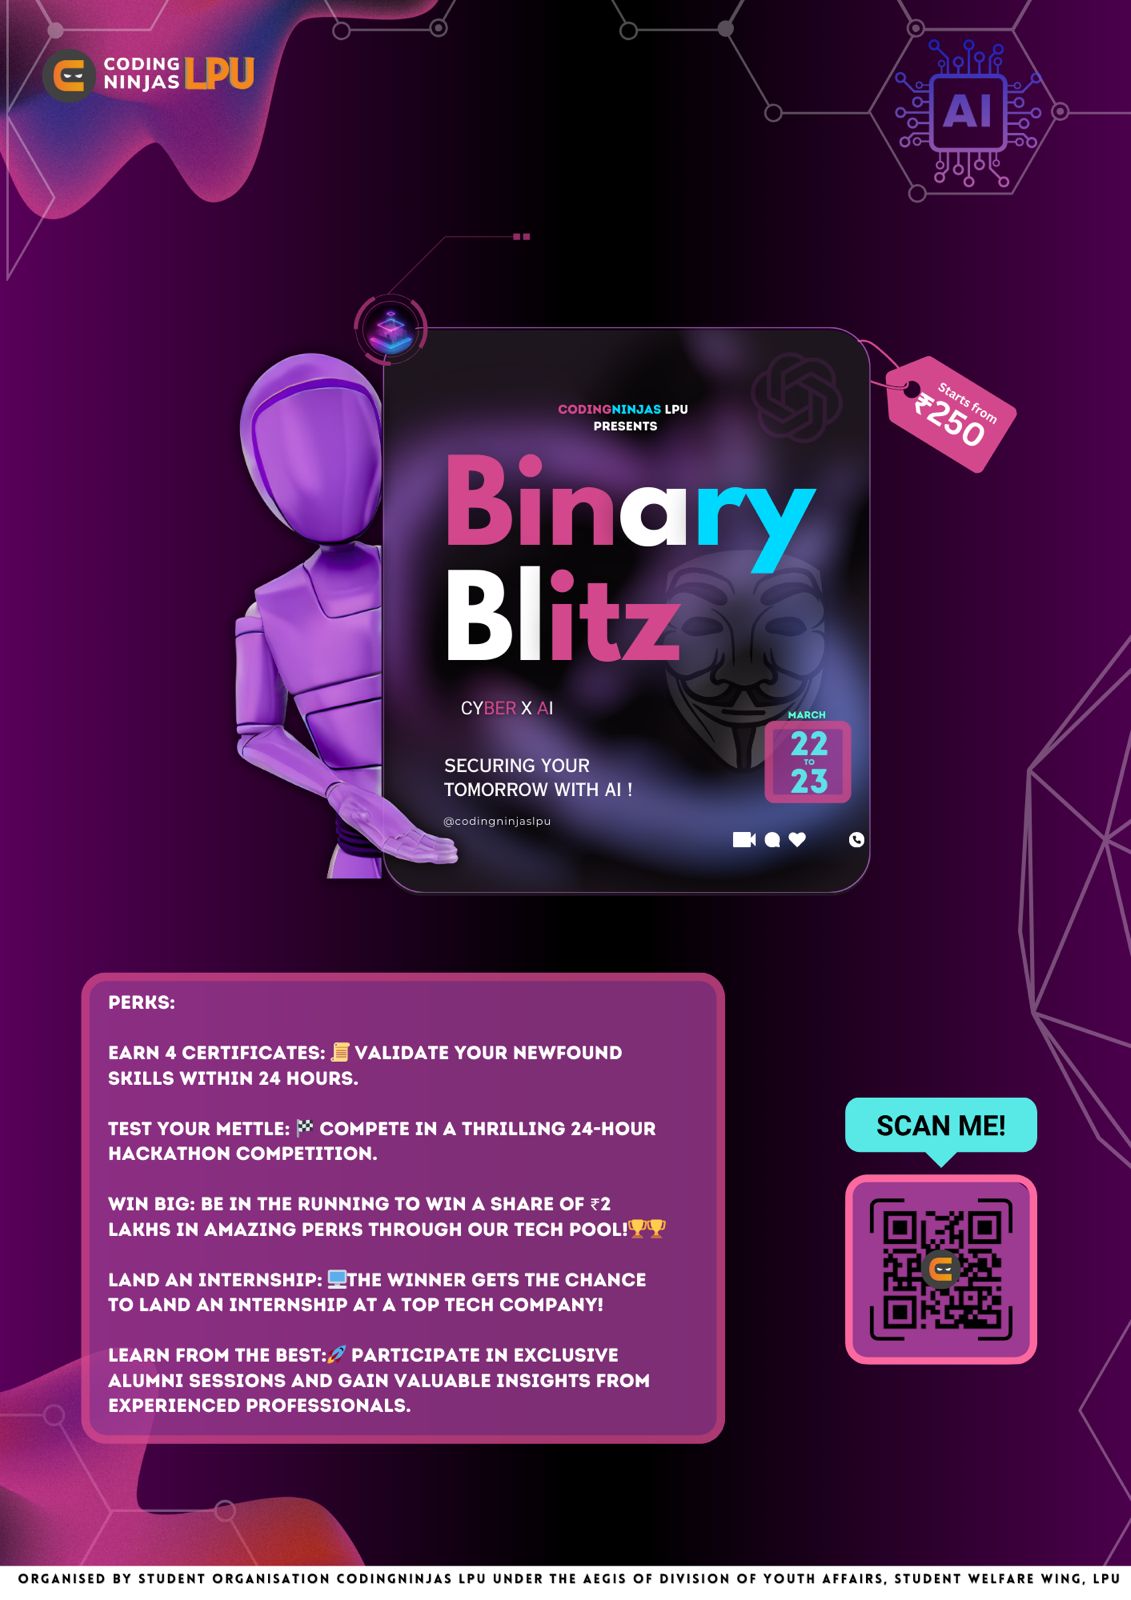 CODING
NINJAS LPU
AI
Starts from
₹250
CODINGNINJAS LPU
PRESENTS
Binary
Blitz
CYBER X AI
MARCH
22
TO
23
SECURING YOUR
TOMORROW WITH AI !
@codingninjaslpu
PERKS:
EARN 4 CERTIFICATES: 📜 VALIDATE YOUR NEWFOUND
SKILLS WITHIN 24 HOURS.
TEST YOUR METTLE: 🏁 COMPETE IN A THRILLING 24-HOUR
HACKATHON COMPETITION.
WIN BIG: BE IN THE RUNNING TO WIN A SHARE OF ₹2
LAKHS IN AMAZING PERKS THROUGH OUR TECH POOL!🏆🏆
LAND AN INTERNSHIP: 🖥️THE WINNER GETS THE CHANCE
TO LAND AN INTERNSHIP AT A TOP TECH COMPANY!
LEARN FROM THE BEST:🚀 PARTICIPATE IN EXCLUSIVE
ALUMNI SESSIONS AND GAIN VALUABLE INSIGHTS FROM
EXPERIENCED PROFESSIONALS.
SCAN ME!
ORGANISED BY STUDENT ORGANISATION CODINGNINJAS LPU UNDER THE AEGIS OF DIVISION OF YOUTH AFFAIRS, STUDENT WELFARE WING, LPU